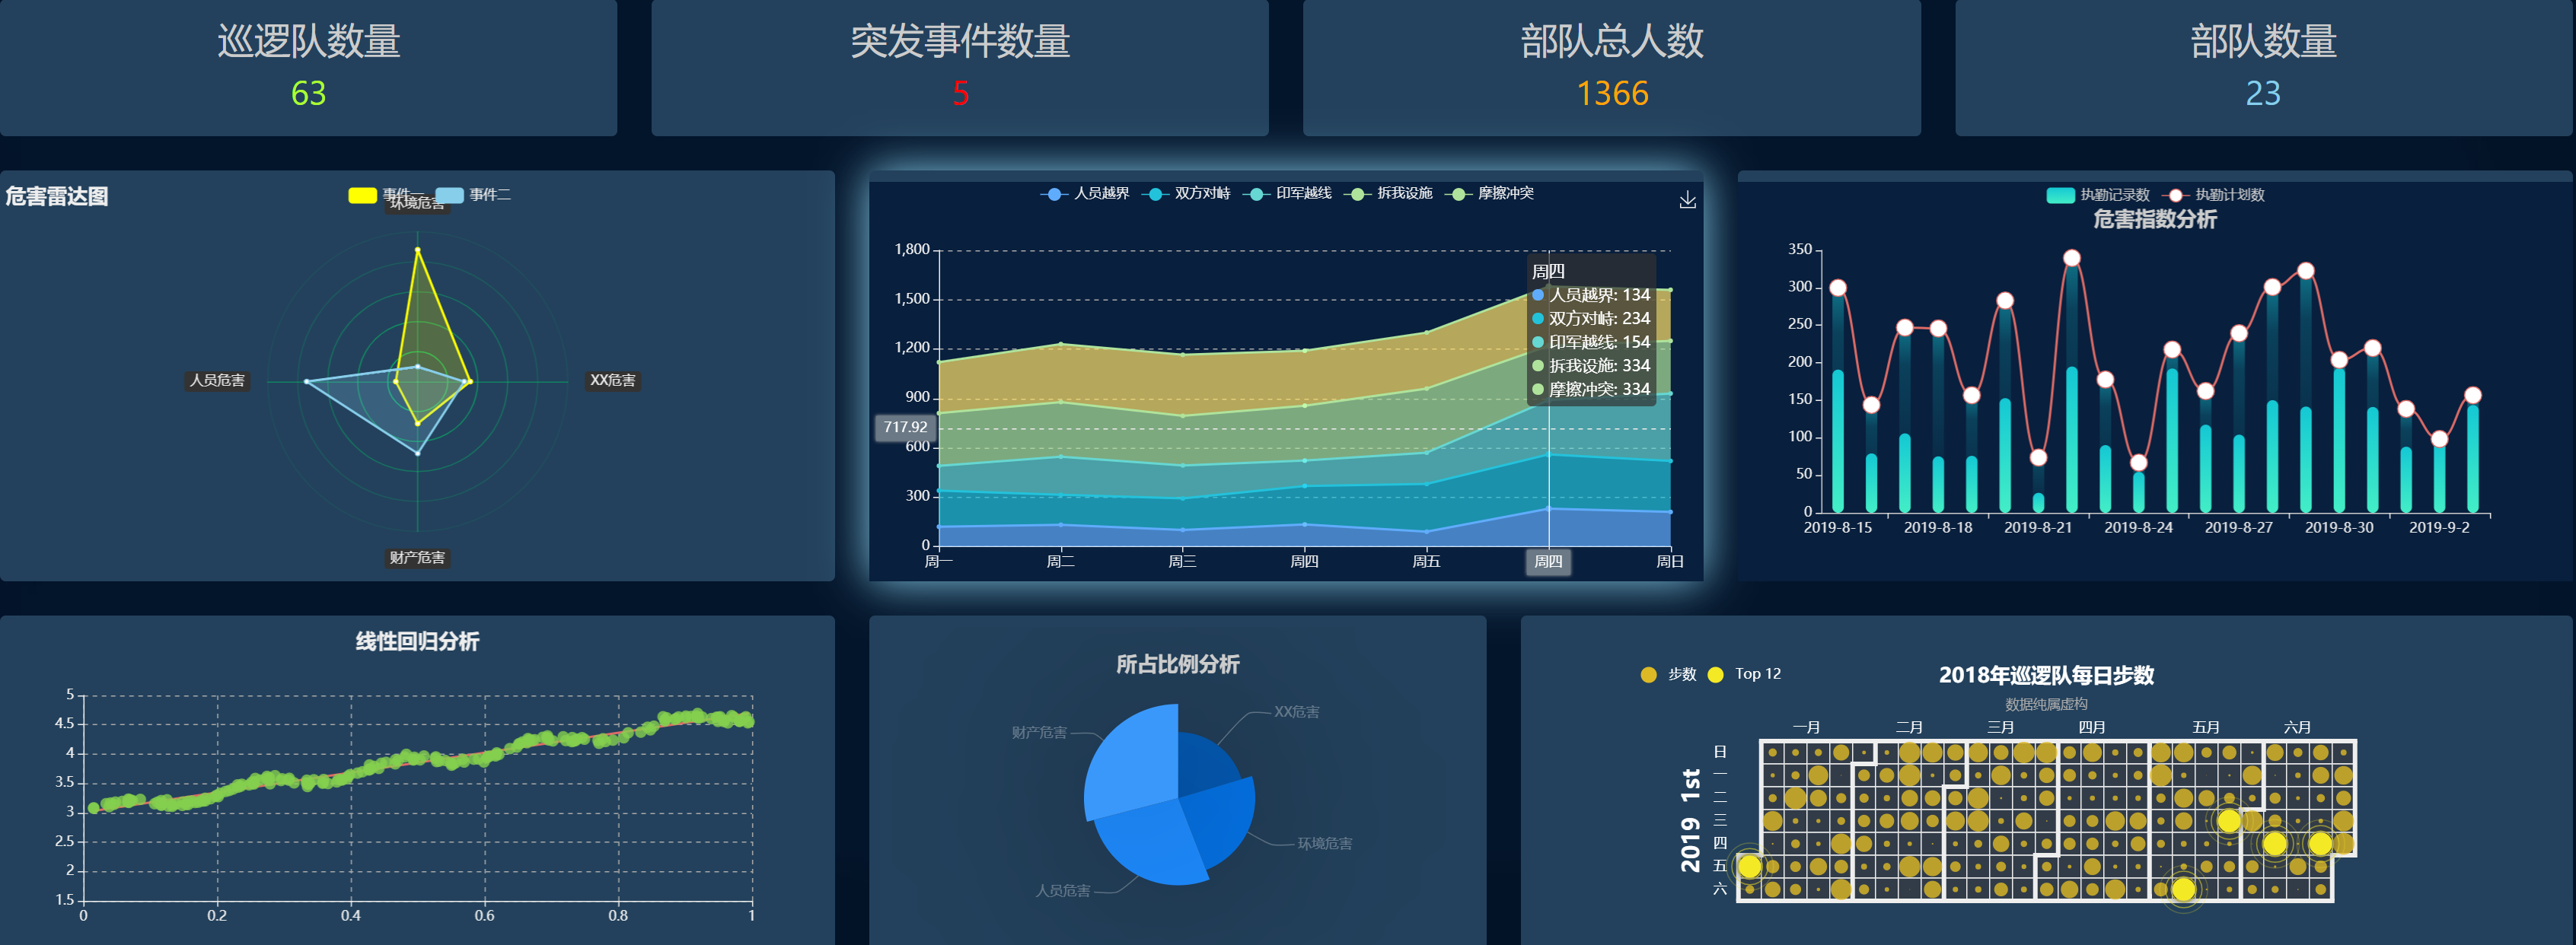 巡逻队数量
63
突发事件数量
5
部队总人数
1366
部队数量
23
危害雷达图
事件一
事件二
环境危害
人员危害
XX危害
财产危害
人员越界
双方对峙
印军越线
拆我设施
摩擦冲突
1,800
1,500
1,200
900
717.92
600
300
0
周四
人员越界: 134
双方对峙: 234
印军越线: 154
拆我设施: 334
摩擦冲突: 334
周一
周二
周三
周四
周五
周四
周日
执勤记录数
执勤计划数
危害指数分析
350
300
250
200
150
100
50
0
2019-8-15
2019-8-18
2019-8-21
2019-8-24
2019-8-27
2019-8-30
2019-9-2
线性回归分析
5
4.5
4
3.5
3
2.5
2
1.5
0
0.2
0.4
0.6
0.8
1
所占比例分析
XX危害
财产危害
环境危害
人员危害
步数
Top 12
2018年巡逻队每日步数
数据纯属虚构
一月
二月
三月
四月
五月
六月
2019 1st
日
一
二
三
四
五
六